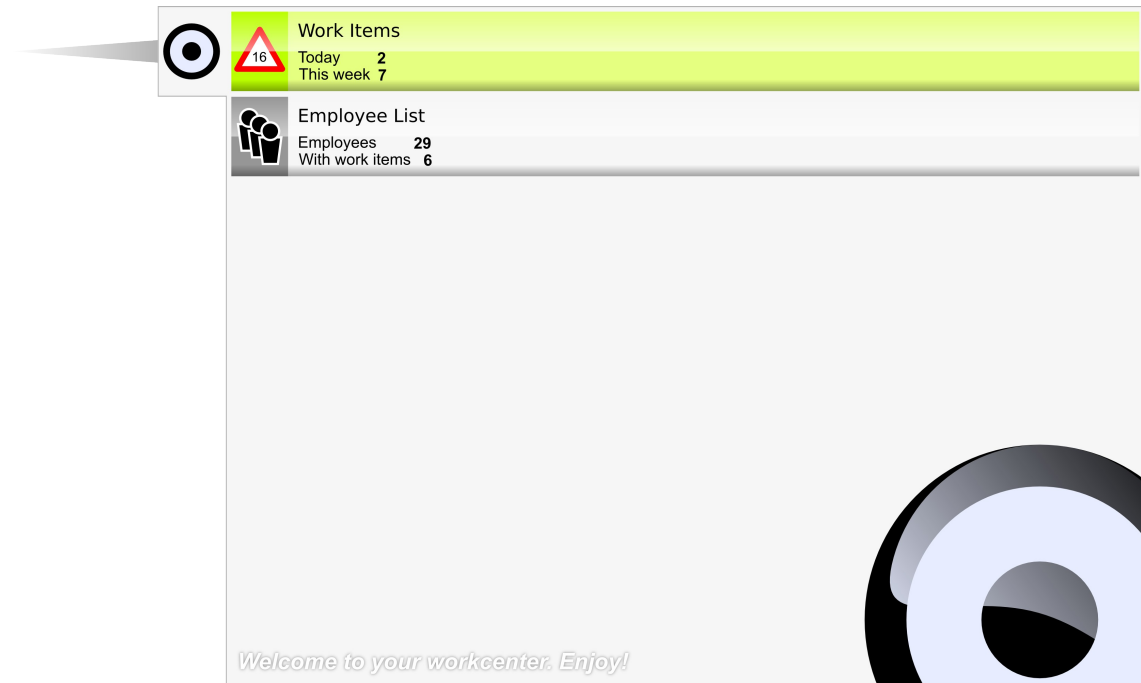 Work Items
16
Today 2
This week 7
Employee List
Employees 29
With work items 6
Welcome to your workcenter. Enjoy!